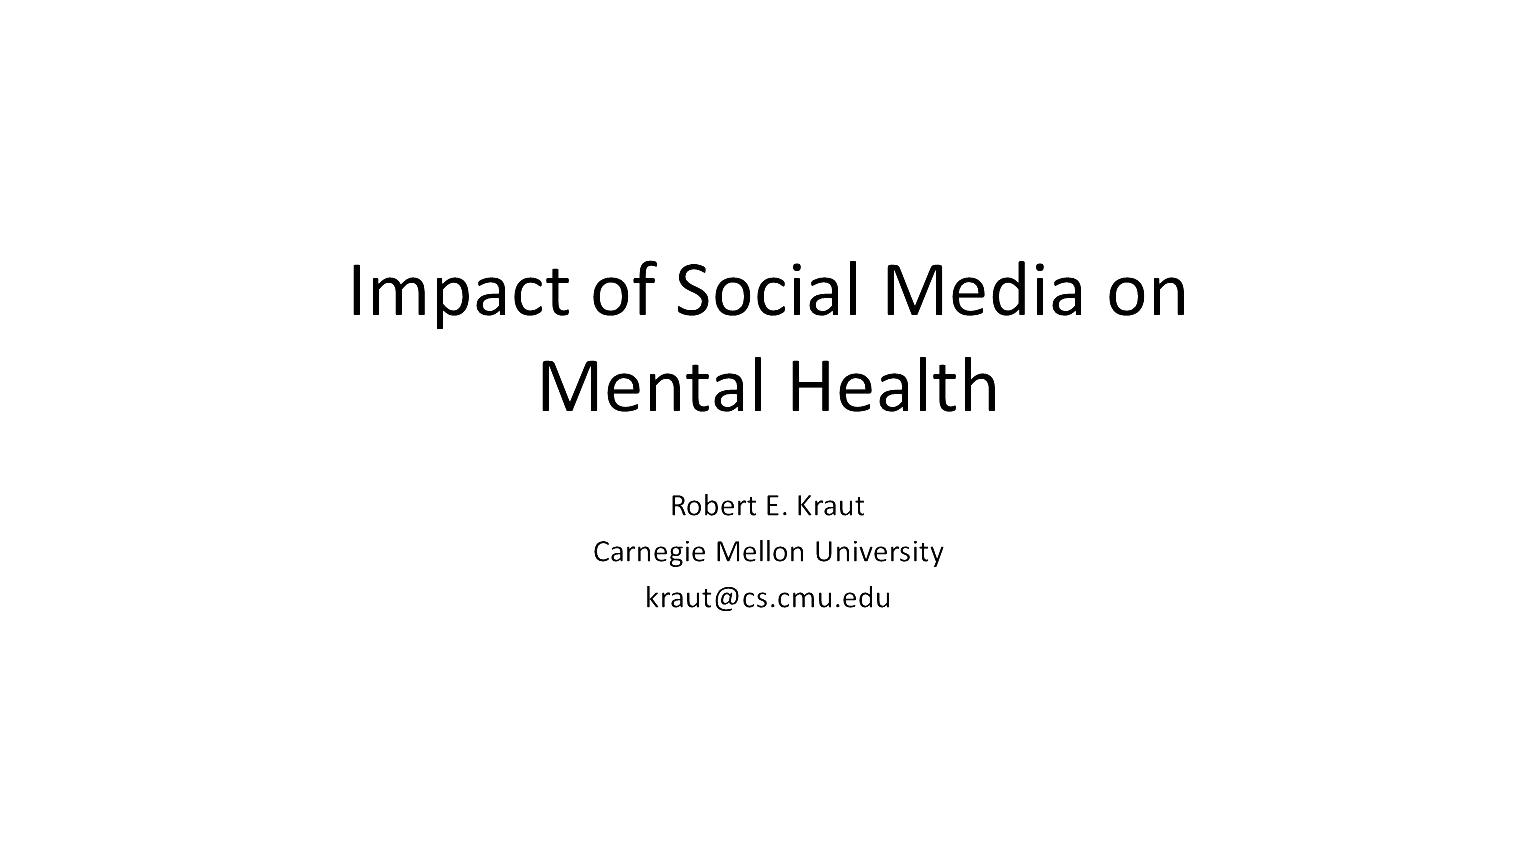 Impact of Social Media on
Mental Health
Robert E. Kraut
Carnegie Mellon University
kraut@cs.cmu.edu